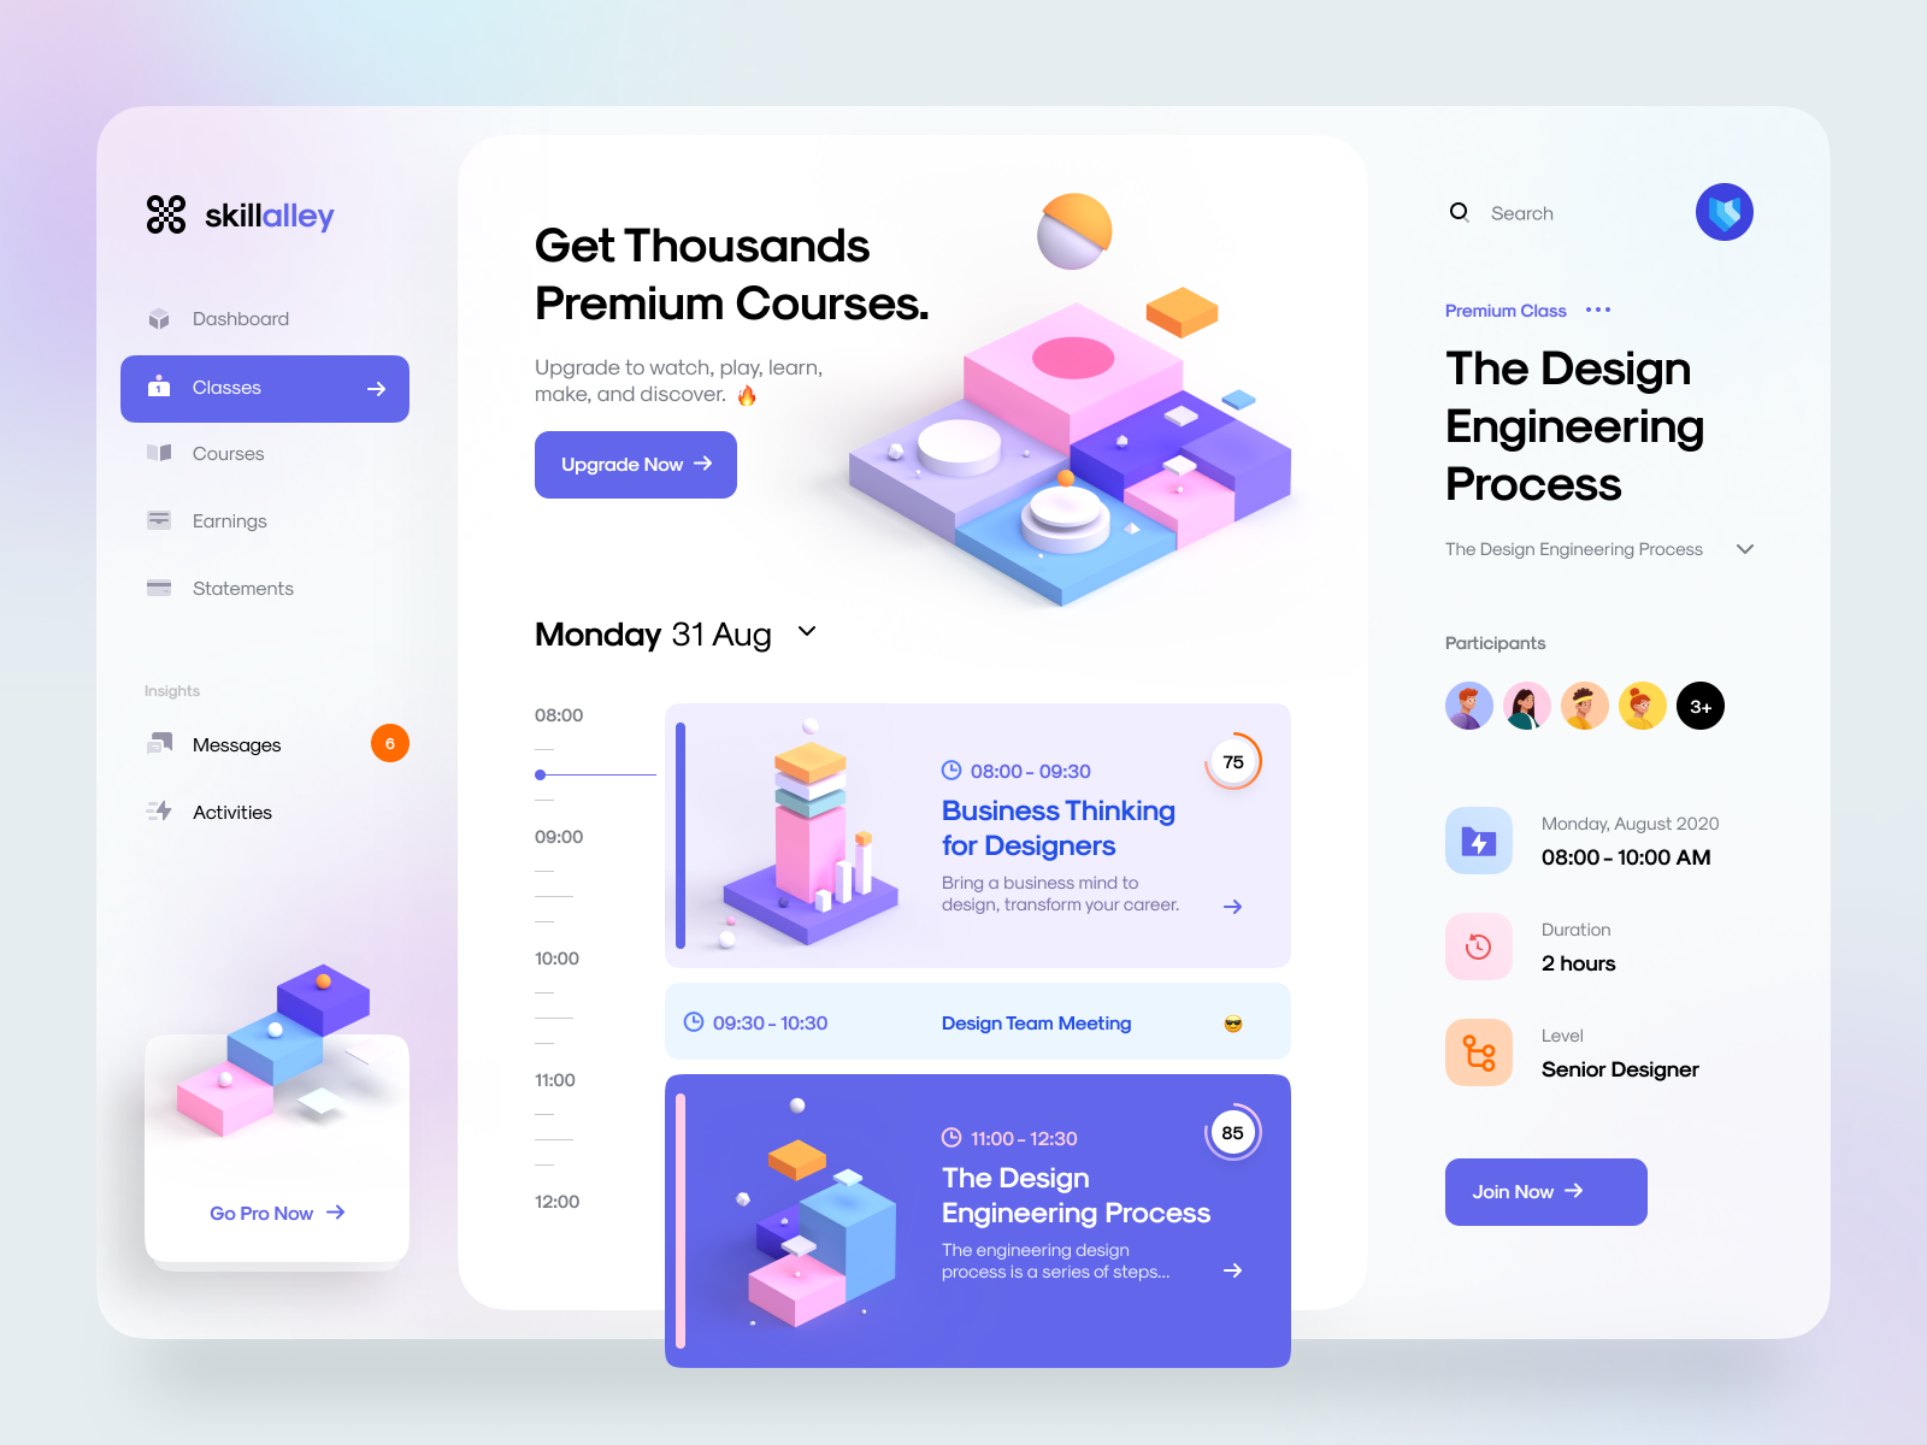 skillalley
Dashboard
1
Classes
Courses
Earnings
Statements
Insights
Messages
6
Activities
Go Pro Now
Get Thousands
Premium Courses.
Upgrade to watch, play, learn,
make, and discover. 🔥
Upgrade Now
Monday 31 Aug
08:00
09:00
10:00
11:00
12:00
08:00 - 09:30
75
Business Thinking
for Designers
Bring a business mind to
design, transform your career.
09:30 - 10:30
Design Team Meeting
😎
11:00 - 12:30
85
The Design
Engineering Process
The engineering design
process is a series of steps...
Search
Premium Class
The Design
Engineering
Process
The Design Engineering Process
Participants
3+
Monday, August 2020
08:00 - 10:00 AM
Duration
2 hours
Level
Senior Designer
Join Now